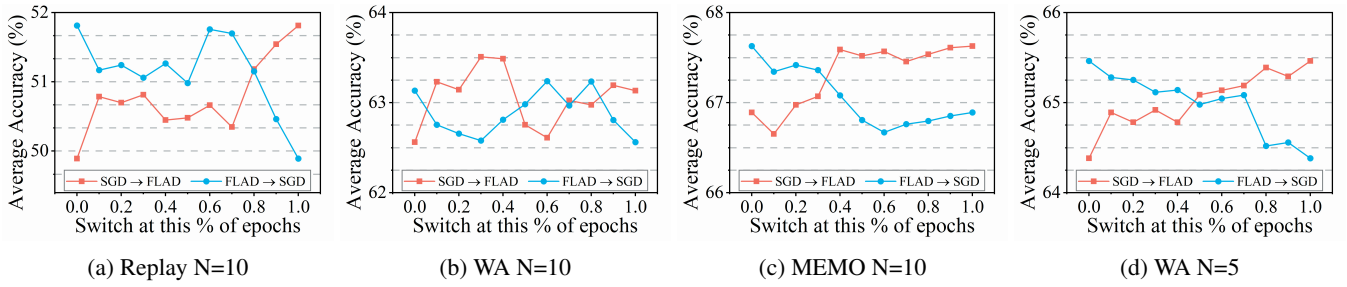 Average Accuracy (%)
52
51
50
SGD → FLAD
FLAD → SGD
0.0 0.2 0.4 0.6 0.8 1.0
Switch at this % of epochs
(a) Replay N=10
Average Accuracy (%)
64
63
62
SGD → FLAD
FLAD → SGD
0.0 0.2 0.4 0.6 0.8 1.0
Switch at this % of epochs
(b) WA N=10
Average Accuracy (%)
68
67
66
SGD → FLAD
FLAD → SGD
0.0 0.2 0.4 0.6 0.8 1.0
Switch at this % of epochs
(c) MEMO N=10
Average Accuracy (%)
66
65
64
SGD → FLAD
FLAD → SGD
0.0 0.2 0.4 0.6 0.8 1.0
Switch at this % of epochs
(d) WA N=5